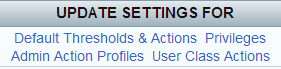 UPDATE SETTINGS FOR
Default Thresholds & Actions Privileges
Admin Action Profiles User Class Actions